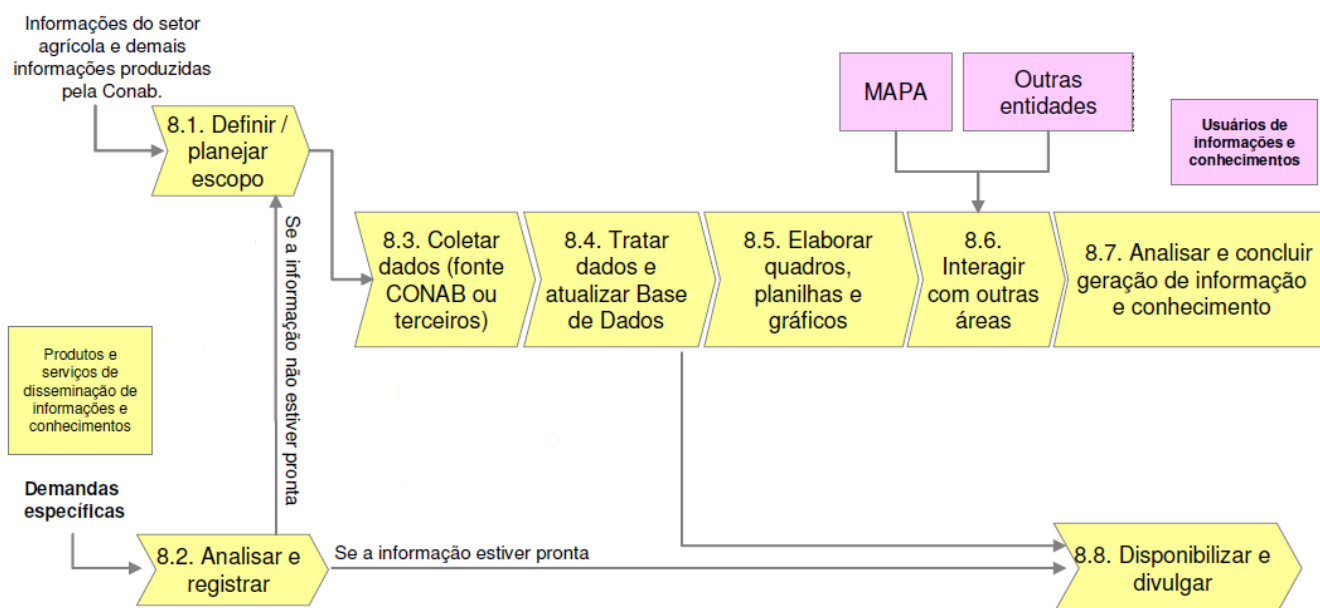 Informações do setor
agrícola e demais
informações produzidas
pela Conab.
8.1. Definir /
planejar
escopo
MAPA
Outras
entidades
Usuários de
informações e
conhecimentos
Se a informação não estiver pronta
8.3. Coletar
dados (fonte
CONAB ou
terceiros)
8.4. Tratar
dados e
atualizar Base
de Dados
8.5. Elaborar
quadros,
planilhas e
gráficos
8.6.
Interagir
com outras
áreas
8.7. Analisar e concluir
geração de informação
e conhecimento
Produtos e
serviços de
disseminação de
informações e
conhecimentos
Demandas
específicas
8.2. Analisar e
registrar
Se a informação estiver pronta
8.8. Disponibilizar e
divulgar